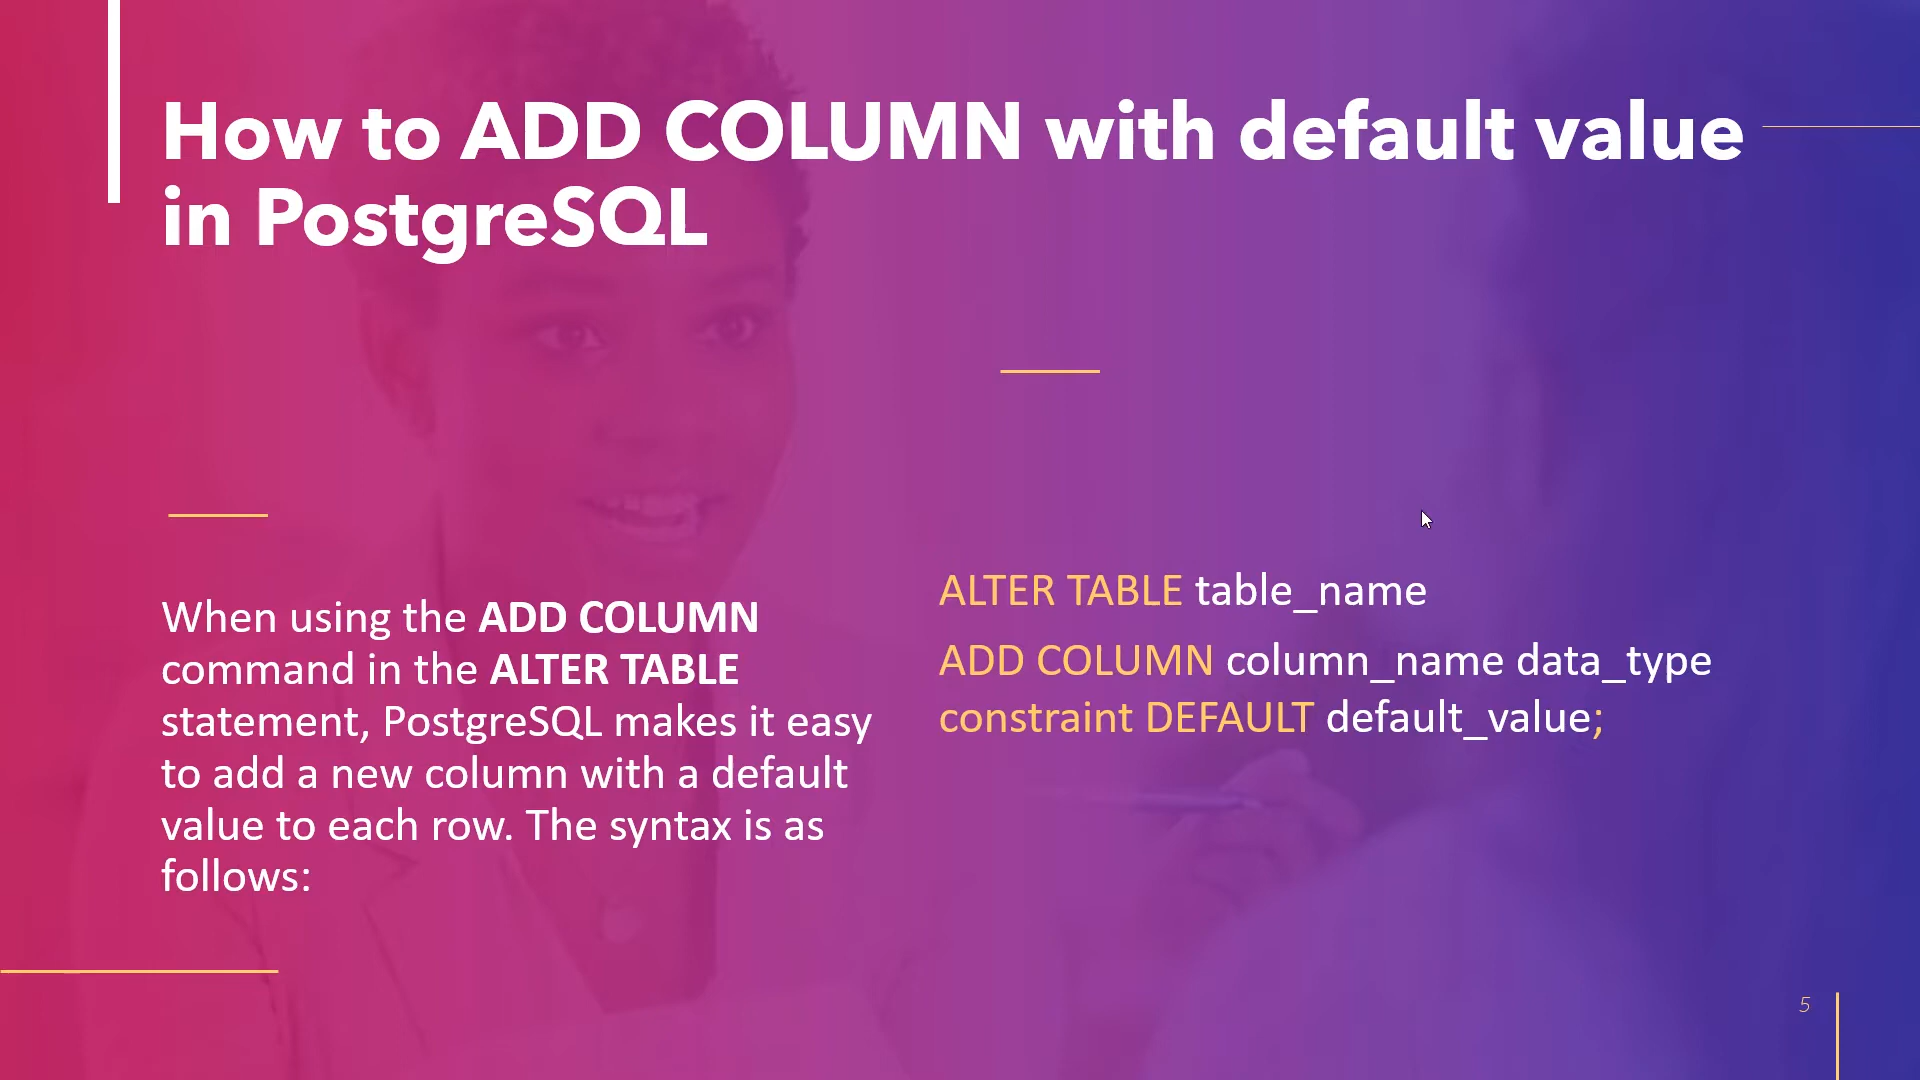 How to ADD COLUMN with default value
in PostgreSQL
When using the ADD COLUMN
command in the ALTER TABLE
statement, PostgreSQL makes it easy
to add a new column with a default
value to each row. The syntax is as
follows:
ALTER TABLE table_name
ADD COLUMN column_name data_type
constraint DEFAULT default_value;
5